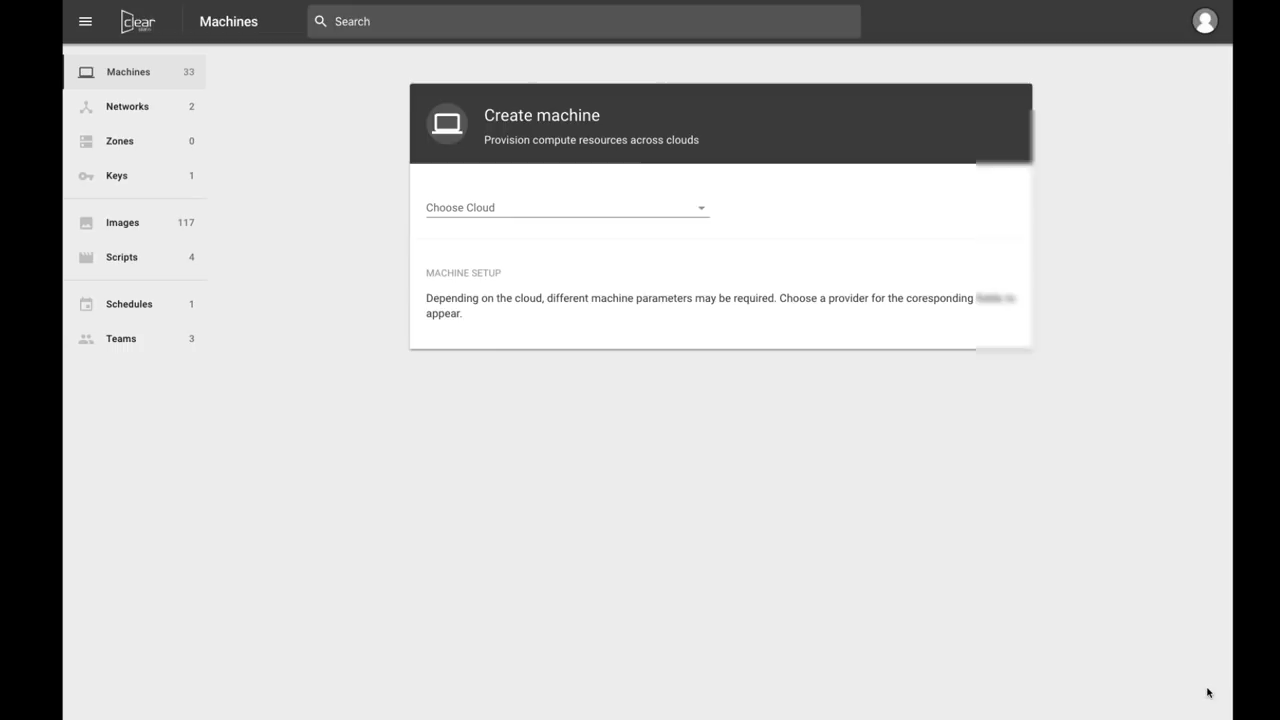 clear
Machines
Search
Machines 33
Networks 2
Zones 0
Keys 1
Images 117
Scripts 4
Schedules 1
Teams 3
Create machine
Provision compute resources across clouds
Choose Cloud
MACHINE SETUP
Depending on the cloud, different machine parameters may be required. Choose a provider for the coresponding
appear.